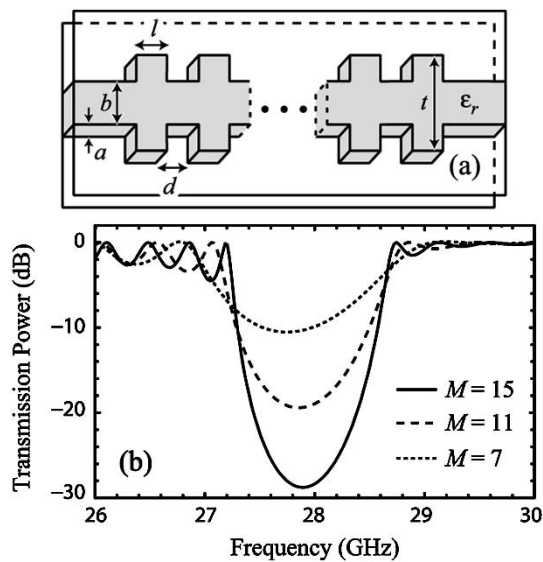 l
b
a
d
t
εr
(a)
Transmission Power (dB)
0
−10
−20
−30
M = 15
M = 11
M = 7
(b)
26 27 28 29 30
Frequency (GHz)